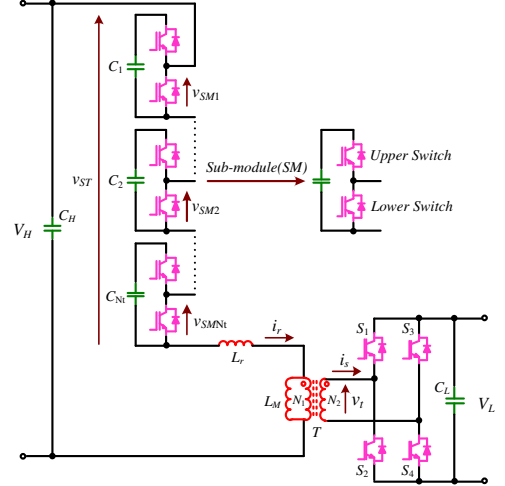 C1
vSM1
Sub-module(SM)
Upper Switch
vST
C2
Lower Switch
vSM2
CH
VH
CNt
vSMNt
ir
S1
S3
Lr
is
CL
LM
N1
N2
vt
VL
T
S2
S4